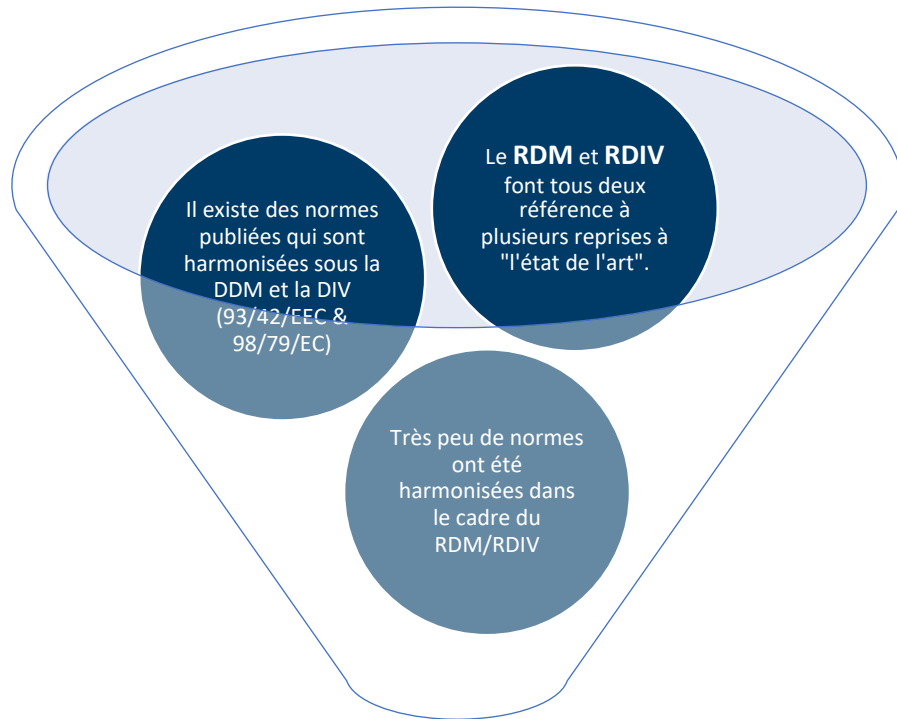 Il existe des normes
publiées qui sont
harmonisées sous la
DDM et la DIV
(93/42/EEC &
98/79/EC)
Le RDM et RDIV
font tous deux
référence à
plusieurs reprises à
"l'état de l'art".
Très peu de normes
ont été
harmonisées dans
le cadre du
RDM/RDIV